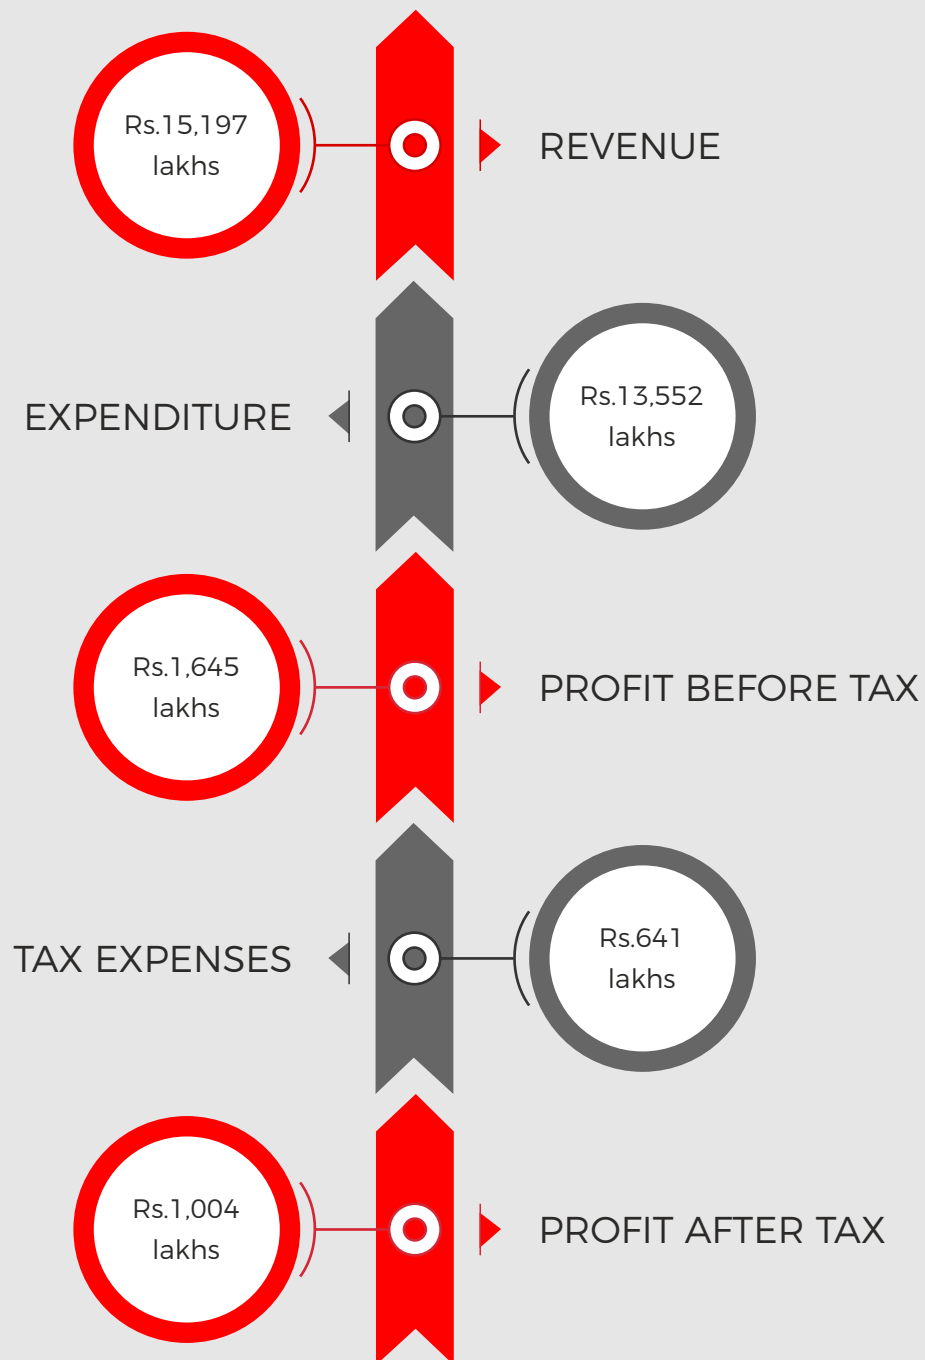 Rs.15,197
lakhs
REVENUE
EXPENDITURE
Rs.13,552
lakhs
Rs.1,645
lakhs
PROFIT BEFORE TAX
TAX EXPENSES
Rs.641
lakhs
Rs.1,004
lakhs
PROFIT AFTER TAX